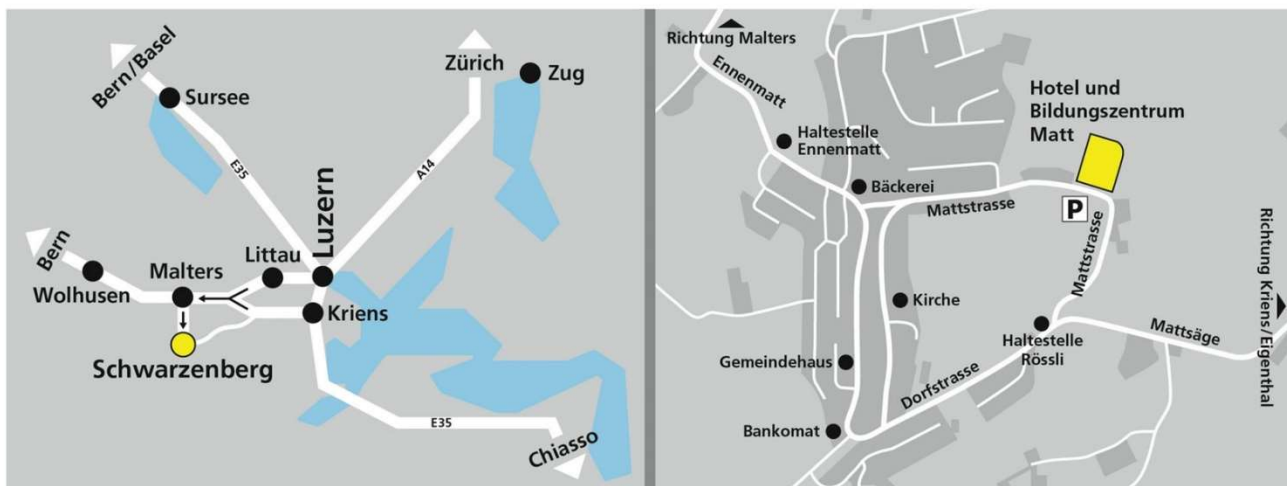 Bern/Basel
Sursee
E35
Zürich
Zug
A14
Luzern
Littau
Bern
Malters
Wolhusen
Kriens
Schwarzenberg
E35
Chiasso
Richtung Malters
Ennenmatt
Haltestelle
Ennenmatt
Hotel und
Bildungszentrum
Matt
Bäckerei
Mattstrasse
P
Mattstrasse
Richtung Kriens/Eigenthal
Kirche
Mattsäge
Haltestelle
Rössli
Gemeindehaus
Dorfstrasse
Bankomat